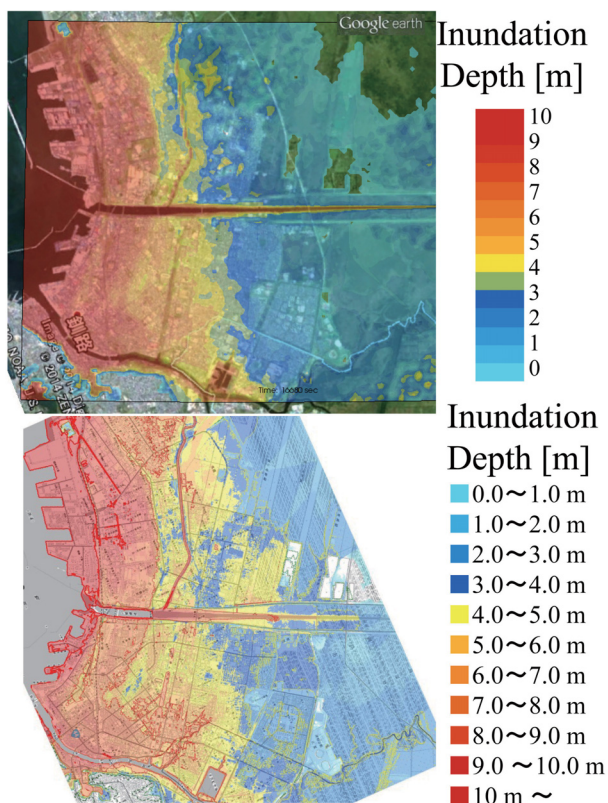 Google earth
Inundation
Depth [m]
10
9
8
7
6
5
4
3
2
1
0
釧路
Time: 16680 sec
Inundation
Depth [m]
0.0～1.0 m
1.0～2.0 m
2.0～3.0 m
3.0～4.0 m
4.0～5.0 m
5.0～6.0 m
6.0～7.0 m
7.0～8.0 m
8.0～9.0 m
9.0 ～10.0 m
10 m ～